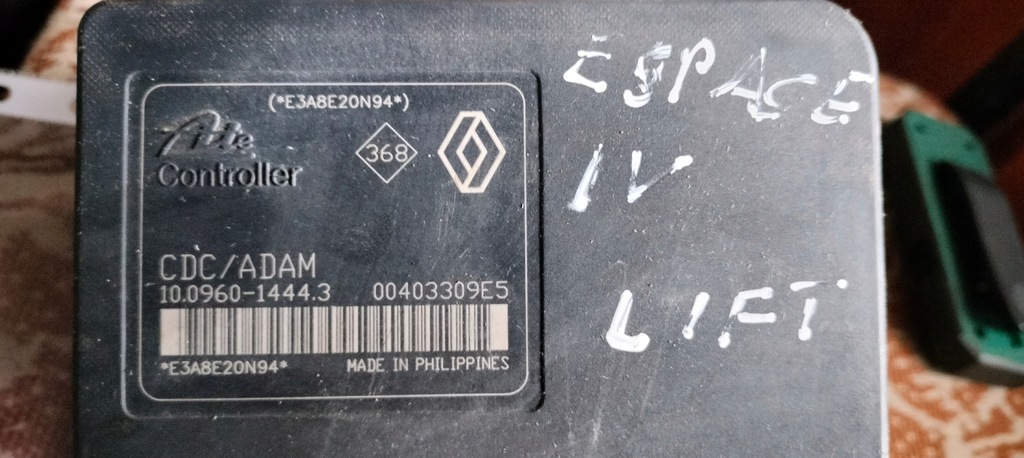 (*E3A8E20N94*)
Ate
Controller
368
CDC/ADAM
10.0960-1444.3 00403309E5
*E3A8E20N94* MADE IN PHILIPPINES
ESPACE
IV
LIFT